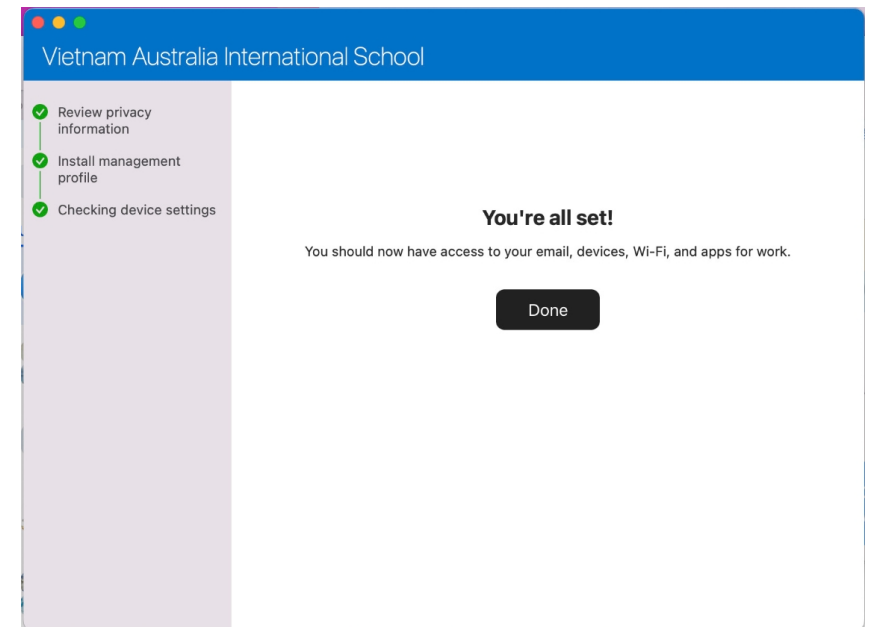 Vietnam Australia International School
Review privacy
information
Install management
profile
Checking device settings
You're all set!
You should now have access to your email, devices, Wi-Fi, and apps for work.
Done